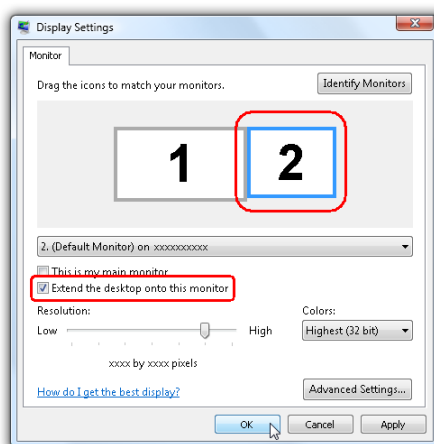 Display Settings
Monitor
Drag the icons to match your monitors.
Identify Monitors
1
2
2. (Default Monitor) on xxxxxxxxxx
This is my main monitor
Extend the desktop onto this monitor
Resolution:
Colors:
Low
High
Highest (32 bit)
xxxx by xxxx pixels
How do I get the best display?
Advanced Settings...
OK
Cancel
Apply